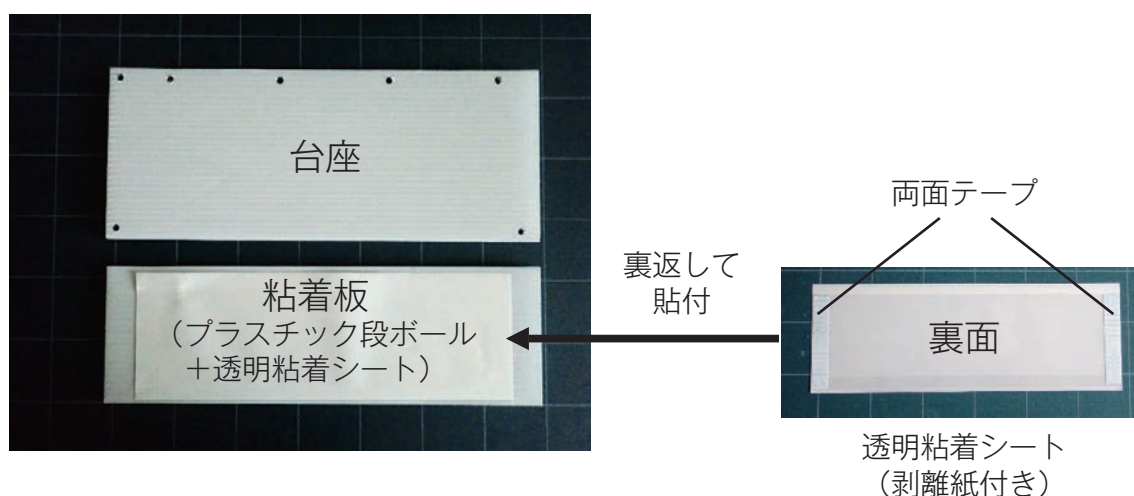 台座
粘着板
(プラスチック段ボール
+透明粘着シート)
裏返して
貼付
両面テープ
裏面
透明粘着シート
(剥離紙付き)